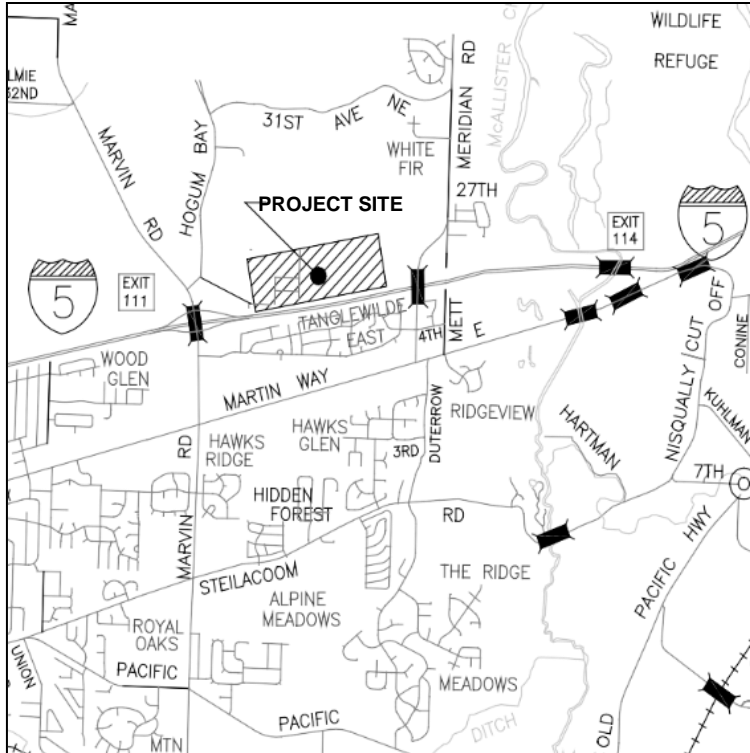 MA
WILDLIFE
REFUGE
LMIE
32ND
MARVIN
RD
HOGUM BAY
31ST AVE NE
WHITE
FIR
MERIDIAN RD
McALLISTER
27TH
PROJECT SITE
EXIT
114
5
5
EXIT
111
TANGLEWILDE
EAST
4TH
METT
E
NISQUALLY CUT OFF
CONINE
WOOD
GLEN
MARTIN WAY
RIDGEVIEW
DUTERROW
HARTMAN
KUHLMAN
RD
HAWKS
RIDGE
HAWKS
GLEN
3RD
7TH
HIDDEN
FOREST
RD
MARVIN
STEILACOOM
THE RIDGE
PACIFIC HWY
ALPINE
MEADOWS
ROYAL
OAKS
UNION
PACIFIC
MEADOWS
PACIFIC
DITCH
OLD
MTN